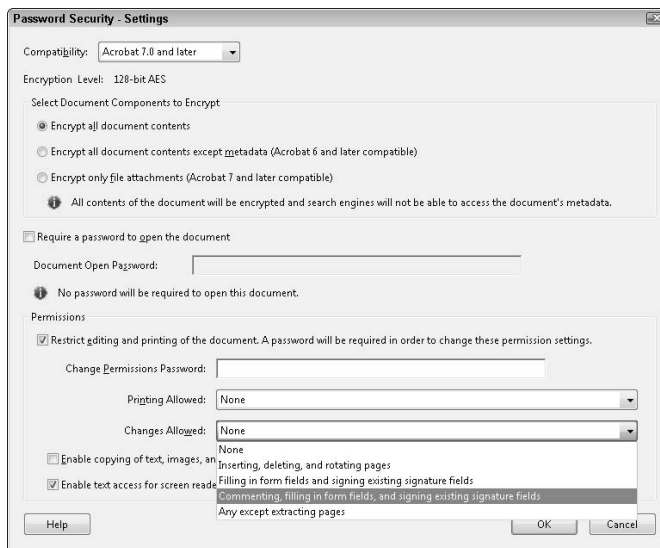 Password Security - Settings
Compatibility: Acrobat 7.0 and later
Encryption Level: 128-bit AES
Select Document Components to Encrypt
Encrypt all document contents
Encrypt all document contents except metadata (Acrobat 6 and later compatible)
Encrypt only file attachments (Acrobat 7 and later compatible)
All contents of the document will be encrypted and search engines will not be able to access the document's metadata.
Require a password to open the document
Document Open Password:
No password will be required to open this document.
Permissions
Restrict editing and printing of the document. A password will be required in order to change these permission settings.
Change Permissions Password:
Printing Allowed: None
Changes Allowed: None
None
Enable copying of text, images, an
Inserting, deleting, and rotating pages
Filling in form fields and signing existing signature fields
Enable text access for screen reade
Commenting, filling in form fields, and signing existing signature fields
Any except extracting pages
Help OK Cancel